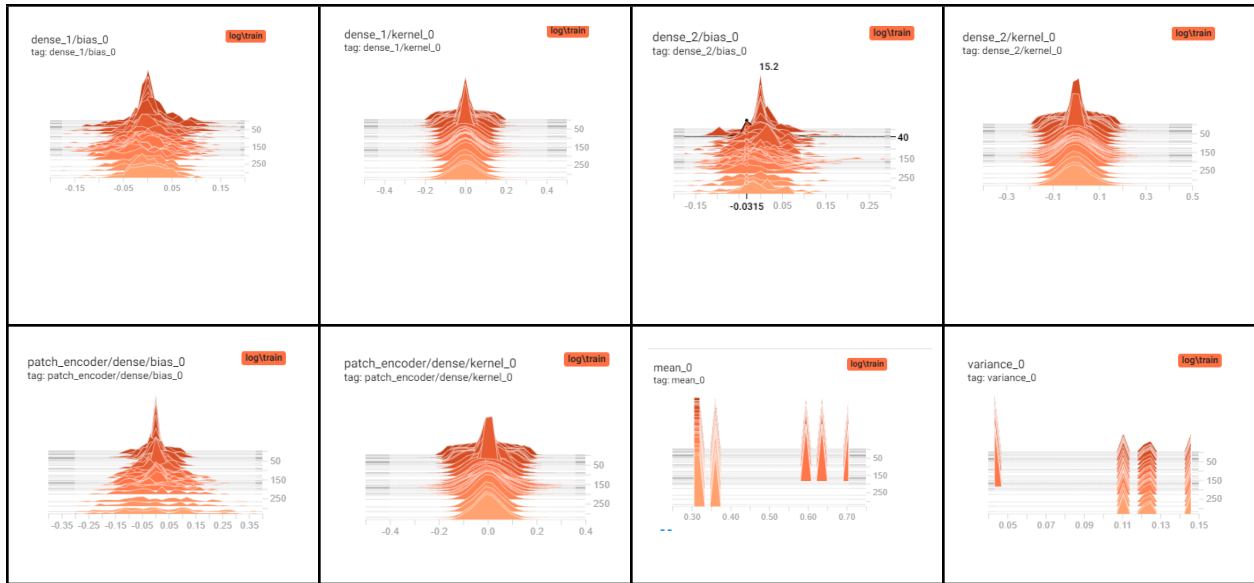 dense_1/bias_0
tag: dense_1/bias_0
log\train
50
150
250
-0.15 -0.05 0.05 0.15
dense_1/kernel_0
tag: dense_1/kernel_0
log\train
50
150
250
-0.4 -0.2 0.0 0.2 0.4
dense_2/bias_0
tag: dense_2/bias_0
log\train
15.2
40
150
250
-0.15 -0.0315 0.05 0.15 0.25
dense_2/kernel_0
tag: dense_2/kernel_0
log\train
50
150
250
-0.3 -0.1 0.1 0.3 0.5
patch_encoder/dense/bias_0
tag: patch_encoder/dense/bias_0
log\train
50
150
250
-0.35 -0.25 -0.15 -0.05 0.05 0.15 0.25 0.35
patch_encoder/dense/kernel_0
tag: patch_encoder/dense/kernel_0
log\train
50
150
250
-0.4 -0.2 0.0 0.2 0.4
mean_0
tag: mean_0
log\train
50
150
250
0.30 0.40 0.50 0.60 0.70
variance_0
tag: variance_0
log\train
50
150
250
0.05 0.07 0.09 0.11 0.13 0.15